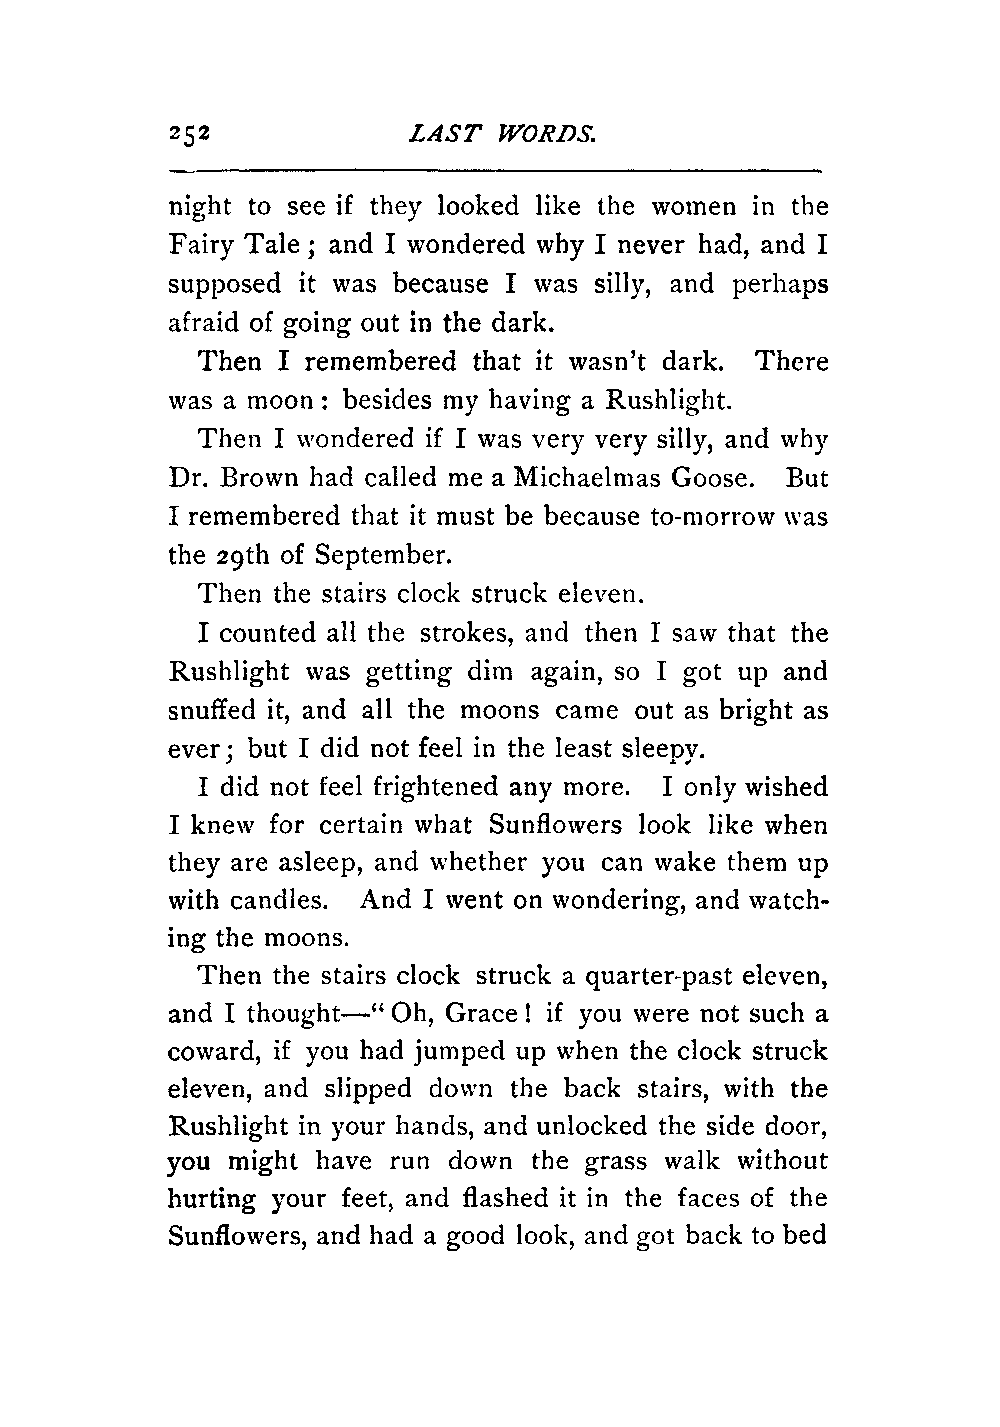 252 LAST WORDS.
night to see if they looked like the women in the
Fairy Tale ; and I wondered why I never had, and I
supposed it was because I was silly, and perhaps
afraid of going out in the dark.
Then I remembered that it wasn't dark. There
was a moon : besides my having a Rushlight.
Then I wondered if I was very very silly, and why
Dr. Brown had called me a Michaelmas Goose. But
I remembered that it must be because to-morrow was
the 29th of September.
Then the stairs clock struck eleven.
I counted all the strokes, and then I saw that the
Rushlight was getting dim again, so I got up and
snuffed it, and all the moons came out as bright as
ever ; but I did not feel in the least sleepy.
I did not feel frightened any more. I only wished
I knew for certain what Sunflowers look like when
they are asleep, and whether you can wake them up
with candles. And I went on wondering, and watch-
ing the moons.
Then the stairs clock struck a quarter-past eleven,
and I thought—“ Oh, Grace ! if you were not such a
coward, if you had jumped up when the clock struck
eleven, and slipped down the back stairs, with the
Rushlight in your hands, and unlocked the side door,
you might have run down the grass walk without
hurting your feet, and flashed it in the faces of the
Sunflowers, and had a good look, and got back to bed